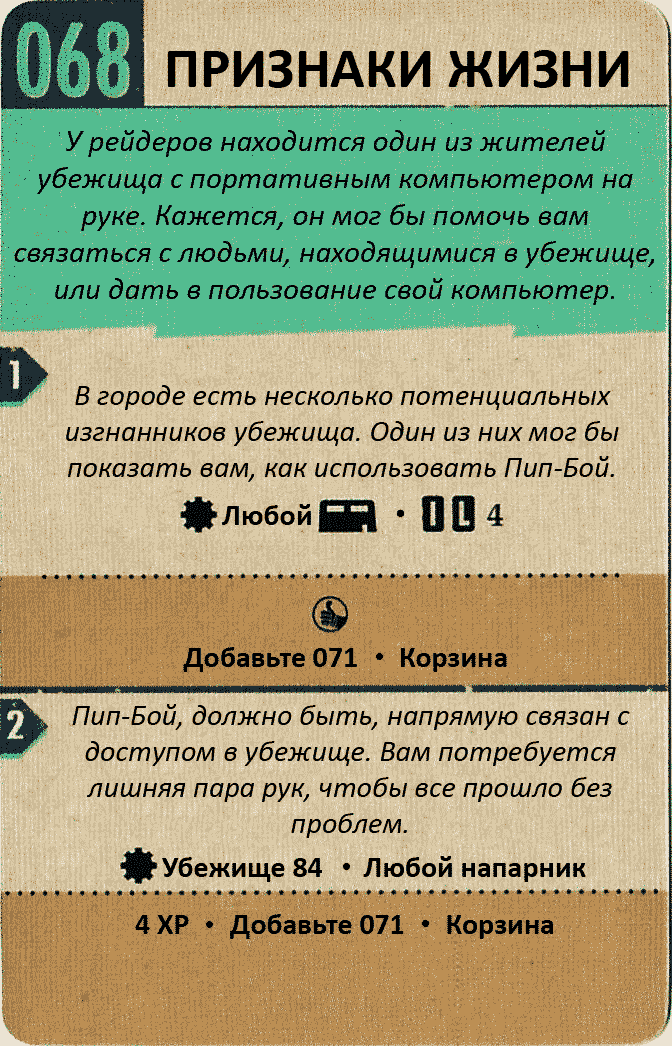 068
ПРИЗНАКИ ЖИЗНИ
У рейдеров находится один из жителей
убежища с портативным компьютером на
руке. Кажется, он мог бы помочь вам
связаться с людьми, находящимися в убежище,
или дать в пользование свой компьютер.
1
В городе есть несколько потенциальных
изгнанников убежища. Один из них мог бы
показать вам, как использовать Пип-Бой.
Любой • I L 4
Добавьте 071 • Корзина
2
Пип-Бой, должно быть, напрямую связан с
доступом в убежище. Вам потребуется
лишняя пара рук, чтобы все прошло без
проблем.
Убежище 84 • Любой напарник
4 XP • Добавьте 071 • Корзина